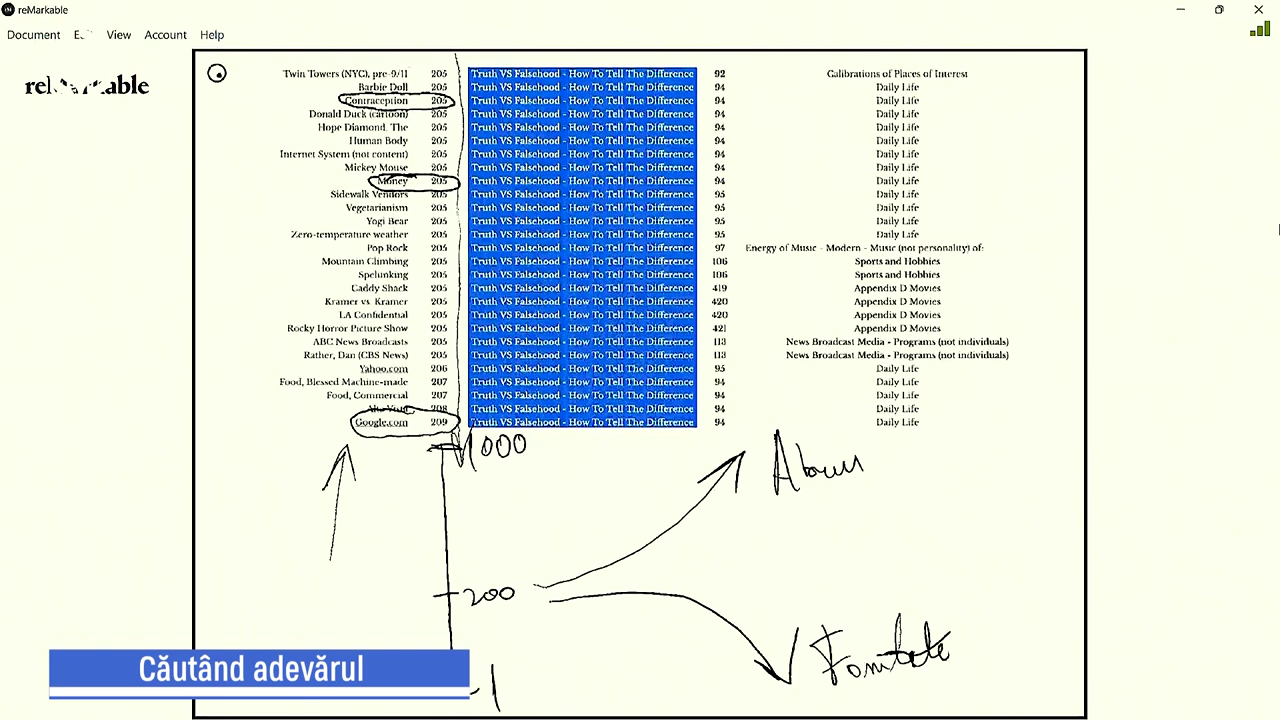 reMarkable
Document View Account Help
Twin Towers (NYC), pre-9/11 205 Truth VS Falsehood - How To Tell The Difference 92 Calibrations of Places of Interest
Barbie Doll 205 Truth VS Falsehood - How To Tell The Difference 94 Daily Life
Contraception 205 Truth VS Falsehood - How To Tell The Difference 94 Daily Life
Donald Duck (cartoon) 205 Truth VS Falsehood - How To Tell The Difference 94 Daily Life
Hope Diamond, The 205 Truth VS Falsehood - How To Tell The Difference 94 Daily Life
Human Body 205 Truth VS Falsehood - How To Tell The Difference 94 Daily Life
Internet System (not content) 205 Truth VS Falsehood - How To Tell The Difference 94 Daily Life
Mickey Mouse 205 Truth VS Falsehood - How To Tell The Difference 94 Daily Life
Money 205 Truth VS Falsehood - How To Tell The Difference 94 Daily Life
Sidewalk Vendors 205 Truth VS Falsehood - How To Tell The Difference 95 Daily Life
Vegetarianism 205 Truth VS Falsehood - How To Tell The Difference 95 Daily Life
Yogi Bear 205 Truth VS Falsehood - How To Tell The Difference 95 Daily Life
Zero-temperature weather 205 Truth VS Falsehood - How To Tell The Difference 95 Daily Life
Pop Rock 205 Truth VS Falsehood - How To Tell The Difference 97 Energy of Music - Modern - Music (not personality) of:
Mountain Climbing 205 Truth VS Falsehood - How To Tell The Difference 106 Sports and Hobbies
Spelunking 205 Truth VS Falsehood - How To Tell The Difference 106 Sports and Hobbies
Caddy Shack 205 Truth VS Falsehood - How To Tell The Difference 419 Appendix D Movies
Kramer vs. Kramer 205 Truth VS Falsehood - How To Tell The Difference 420 Appendix D Movies
LA Confidential 205 Truth VS Falsehood - How To Tell The Difference 420 Appendix D Movies
Rocky Horror Picture Show 205 Truth VS Falsehood - How To Tell The Difference 421 Appendix D Movies
ABC News Broadcasts 205 Truth VS Falsehood - How To Tell The Difference 113 News Broadcast Media - Programs (not individuals)
Rather, Dan (CBS News) 205 Truth VS Falsehood - How To Tell The Difference 113 News Broadcast Media - Programs (not individuals)
Yahoo.com 206 Truth VS Falsehood - How To Tell The Difference 95 Daily Life
Food, Blessed Machine-made 207 Truth VS Falsehood - How To Tell The Difference 94 Daily Life
Food, Commercial 207 Truth VS Falsehood - How To Tell The Difference 94 Daily Life
208 Truth VS Falsehood - How To Tell The Difference 94 Daily Life
Google.com 209 Truth VS Falsehood - How To Tell The Difference 94 Daily Life
1000
200
Căutând adevărul